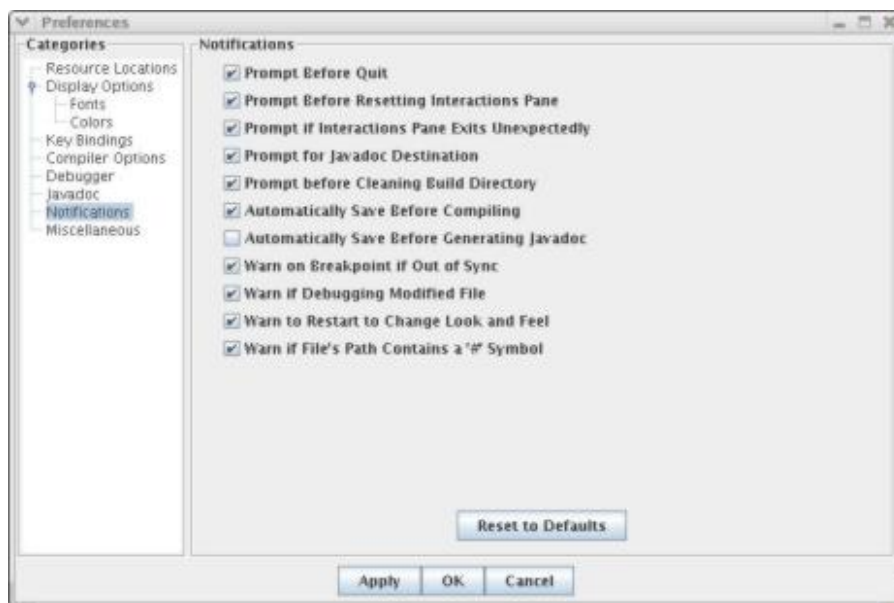 Preferences
Categories
Resource Locations
Display Options
Fonts
Colors
Key Bindings
Compiler Options
Debugger
Javadoc
Notifications
Miscellaneous
Notifications
Prompt Before Quit
Prompt Before Resetting Interactions Pane
Prompt if Interactions Pane Exits Unexpectedly
Prompt for Javadoc Destination
Prompt before Cleaning Build Directory
Automatically Save Before Compiling
Automatically Save Before Generating Javadoc
Warn on Breakpoint if Out of Sync
Warn if Debugging Modified File
Warn to Restart to Change Look and Feel
Warn if File's Path Contains a '#' Symbol
Reset to Defaults
Apply OK Cancel